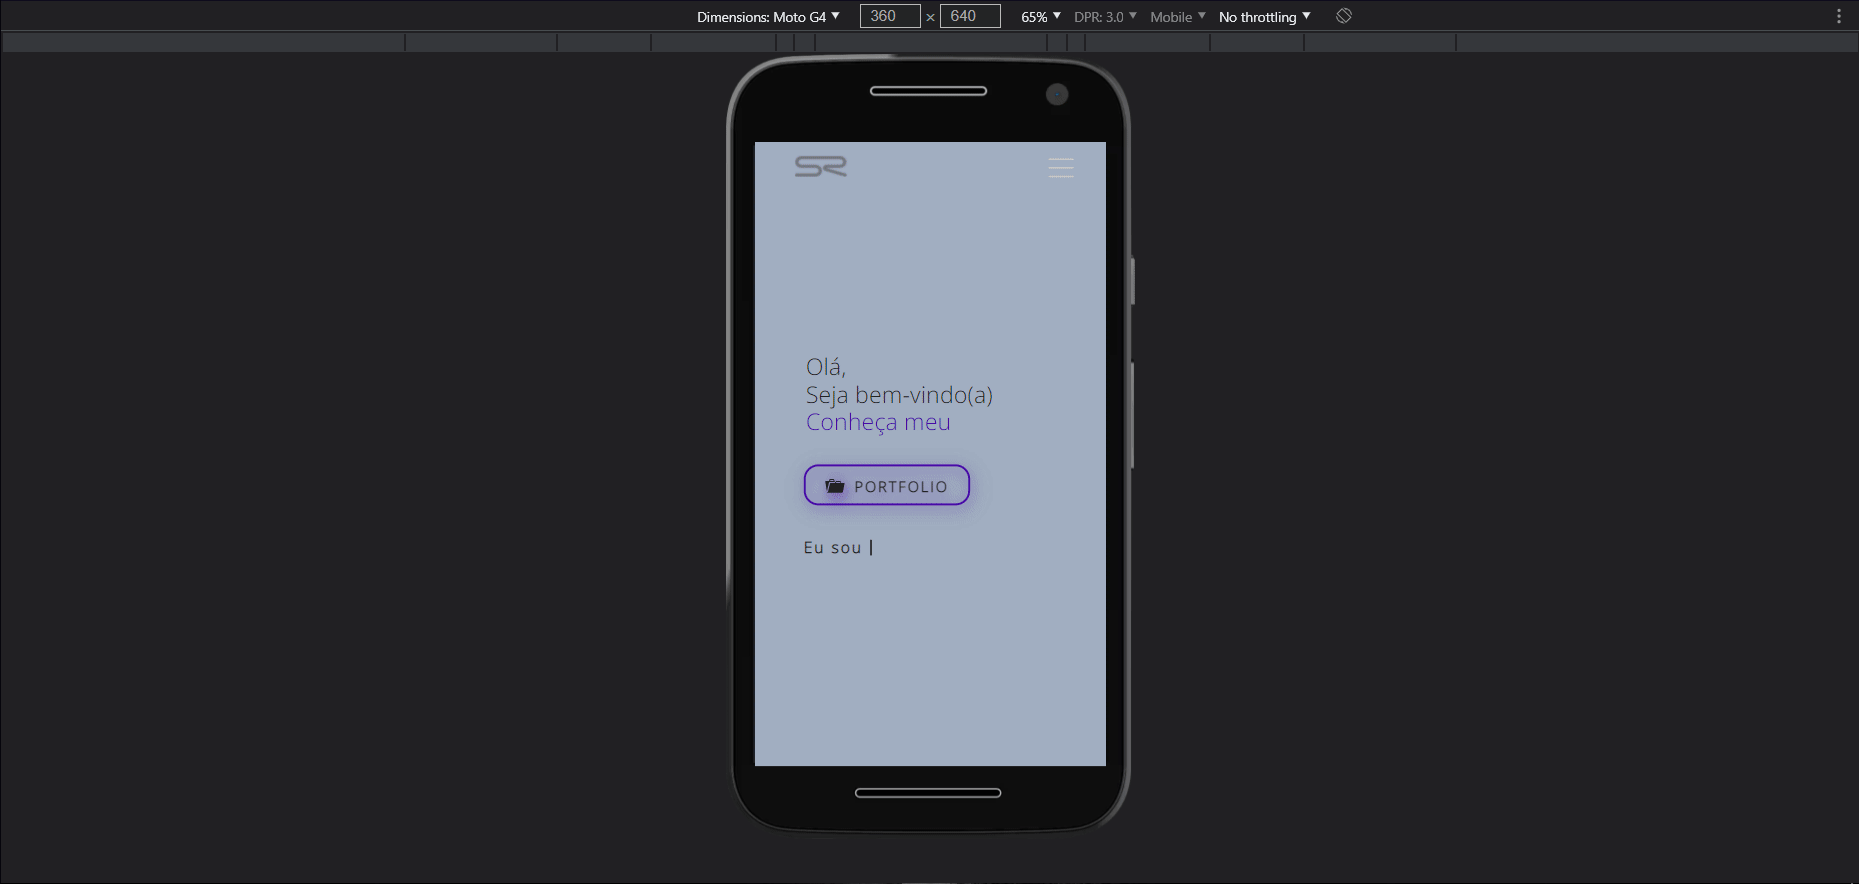 Dimensions: Moto G4 360 × 640 65% DPR: 3.0 Mobile No throttling
SR
Olá,
Seja bem-vindo(a)
Conheça meu
PORTFOLIO
Eu sou |